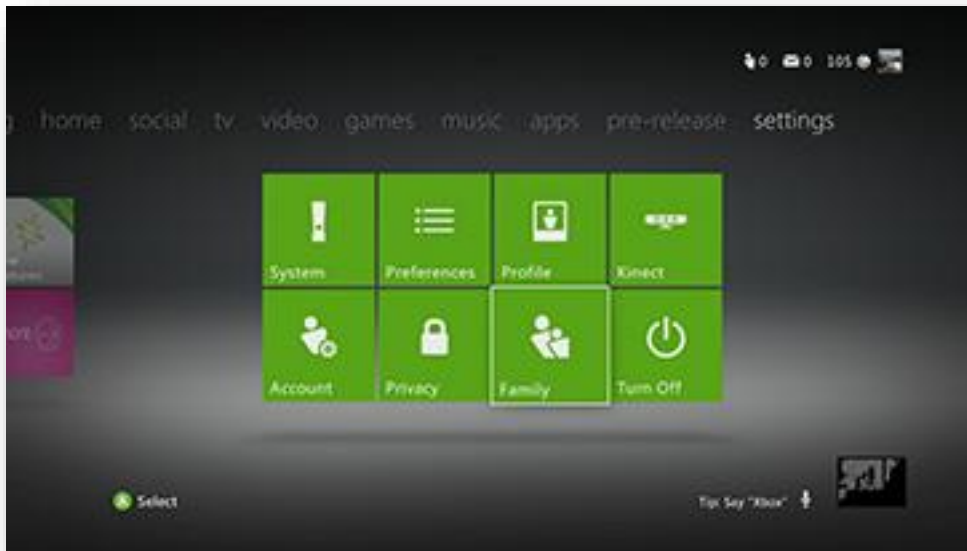 0 0 105
home social tv video games music apps pre-release settings
System Preferences Profile Kinect
Account Privacy Family Turn Off
A Select
Tip: Say "Xbox"